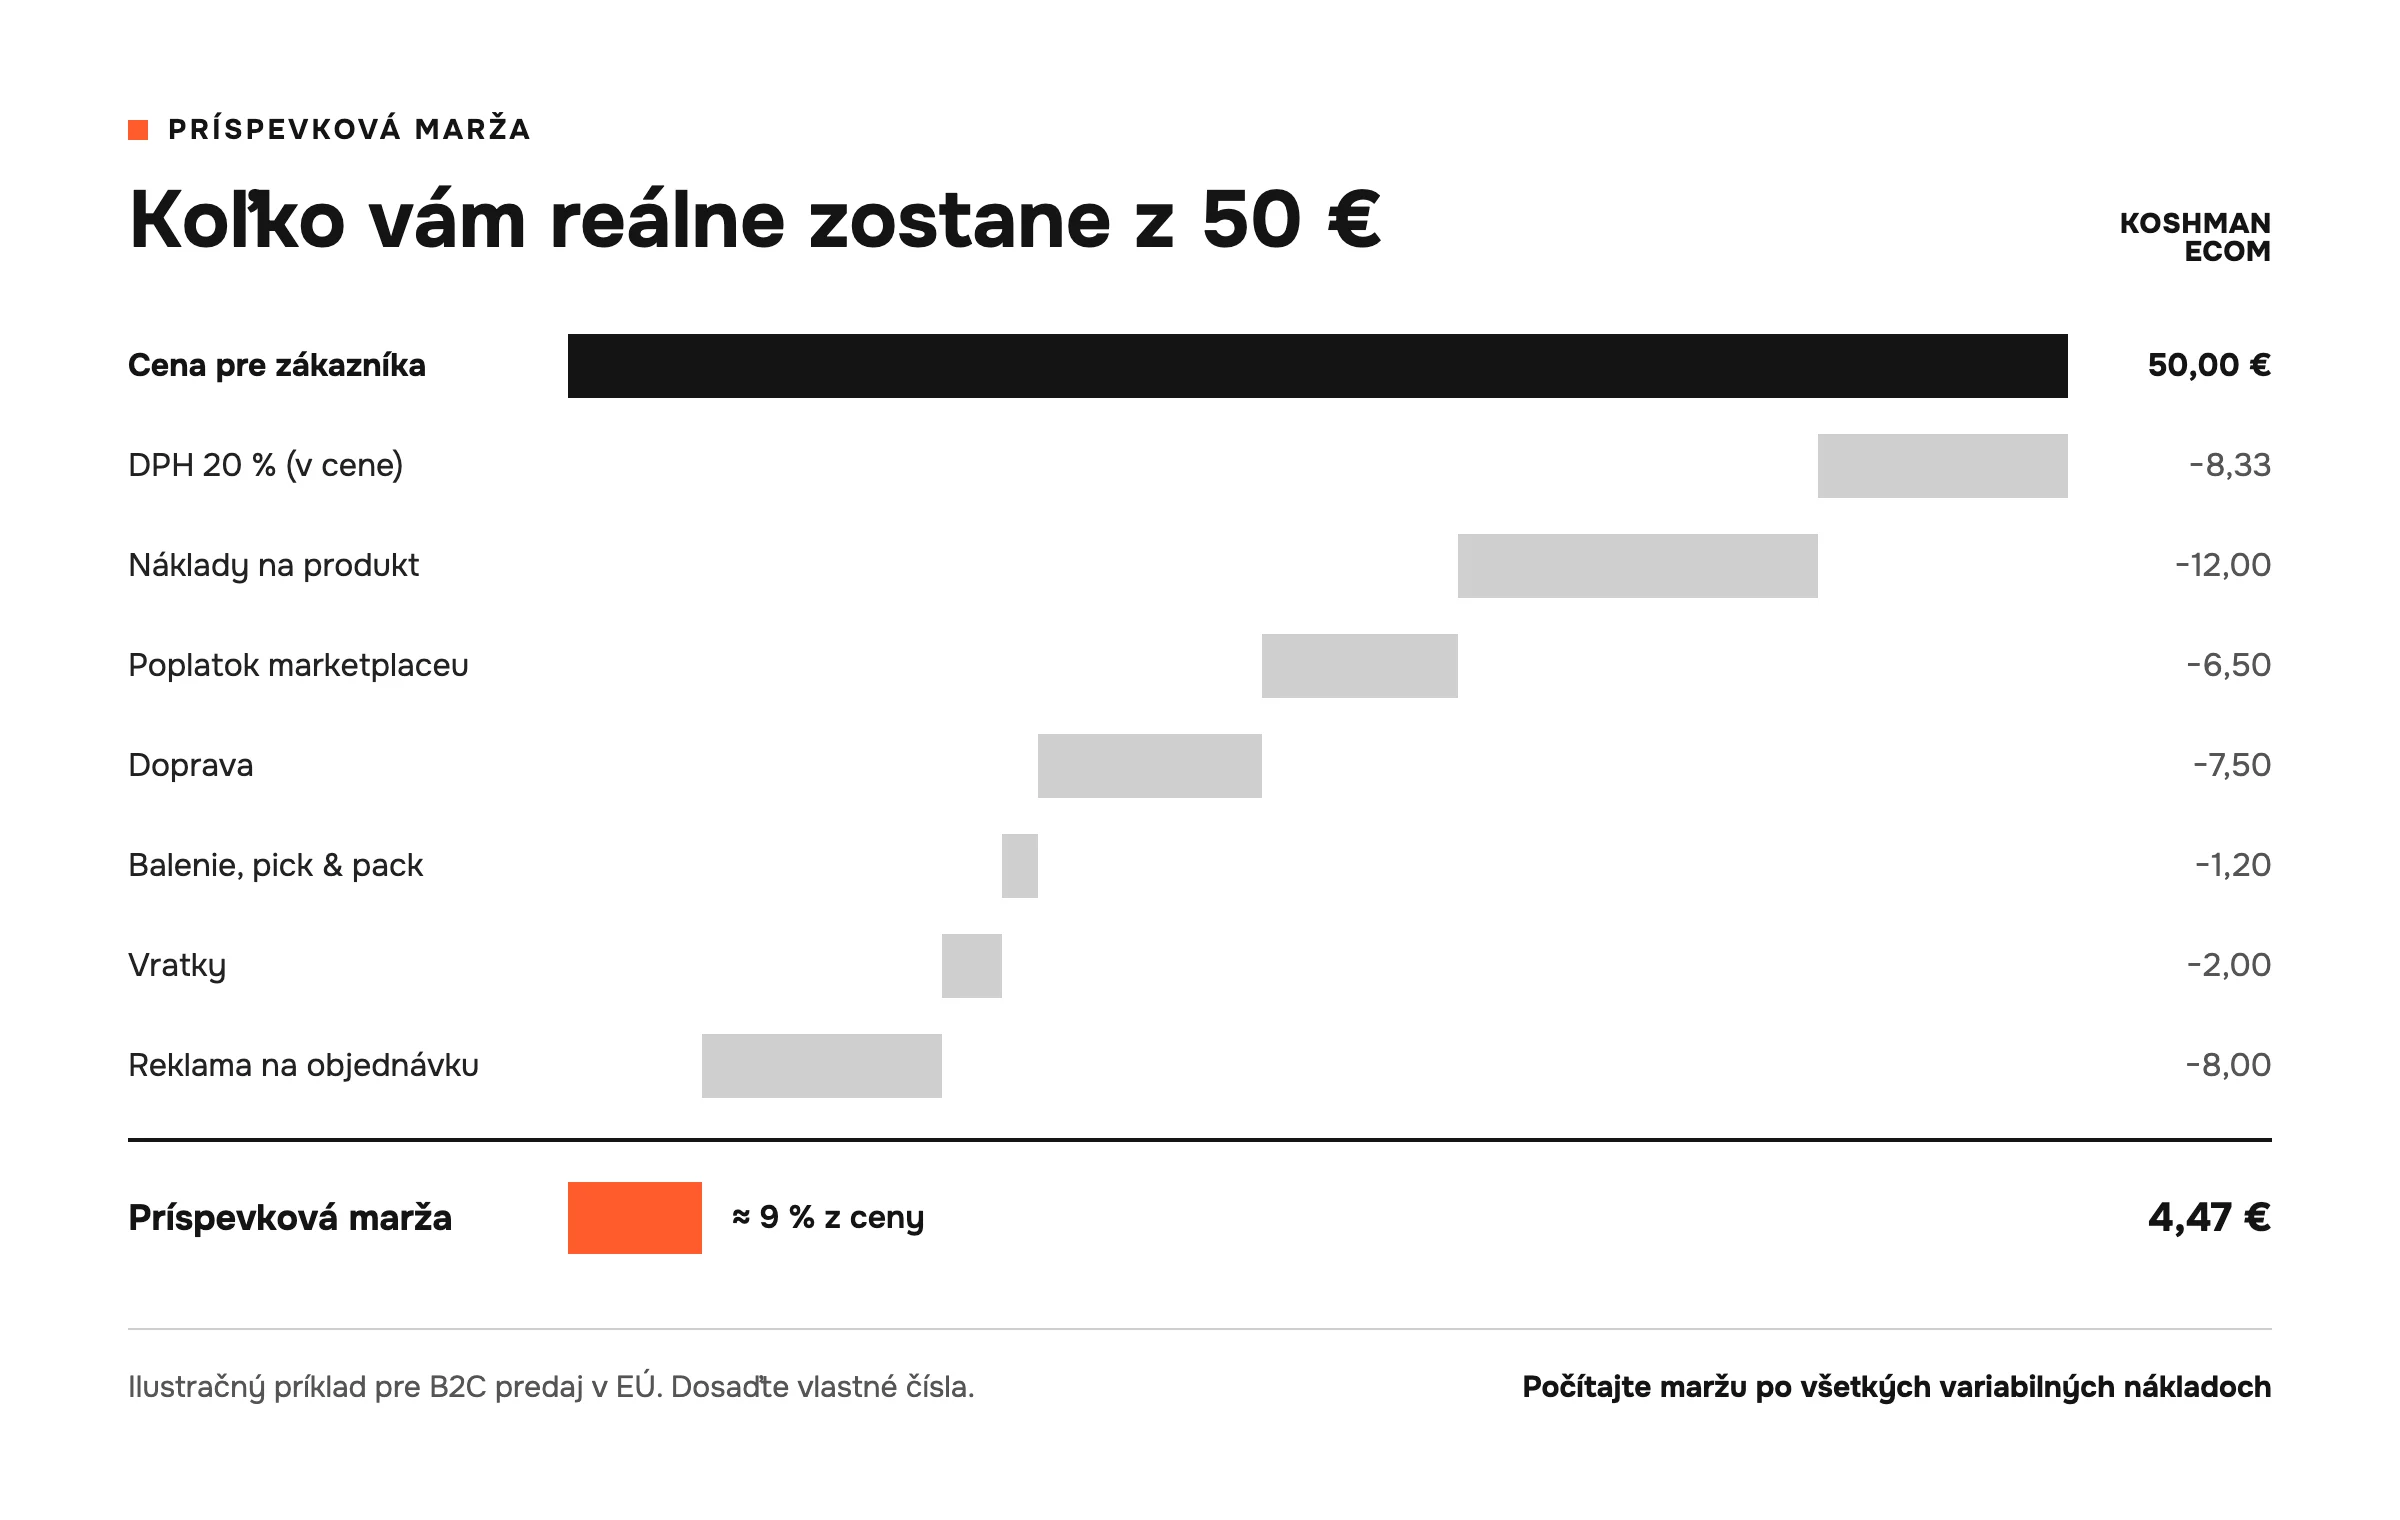 PRÍSPEVKOVÁ MARŽA
Koľko vám reálne zostane z 50 €
KOSHMAN
ECOM
Cena pre zákazníka 50,00 €
DPH 20 % (v cene) −8,33
Náklady na produkt −12,00
Poplatok marketplaceu −6,50
Doprava −7,50
Balenie, pick & pack −1,20
Vratky −2,00
Reklama na objednávku −8,00
Príspevková marža ≈ 9 % z ceny 4,47 €
Ilustračný príklad pre B2C predaj v EÚ. Dosaďte vlastné čísla. Počítajte maržu po všetkých variabilných nákladoch